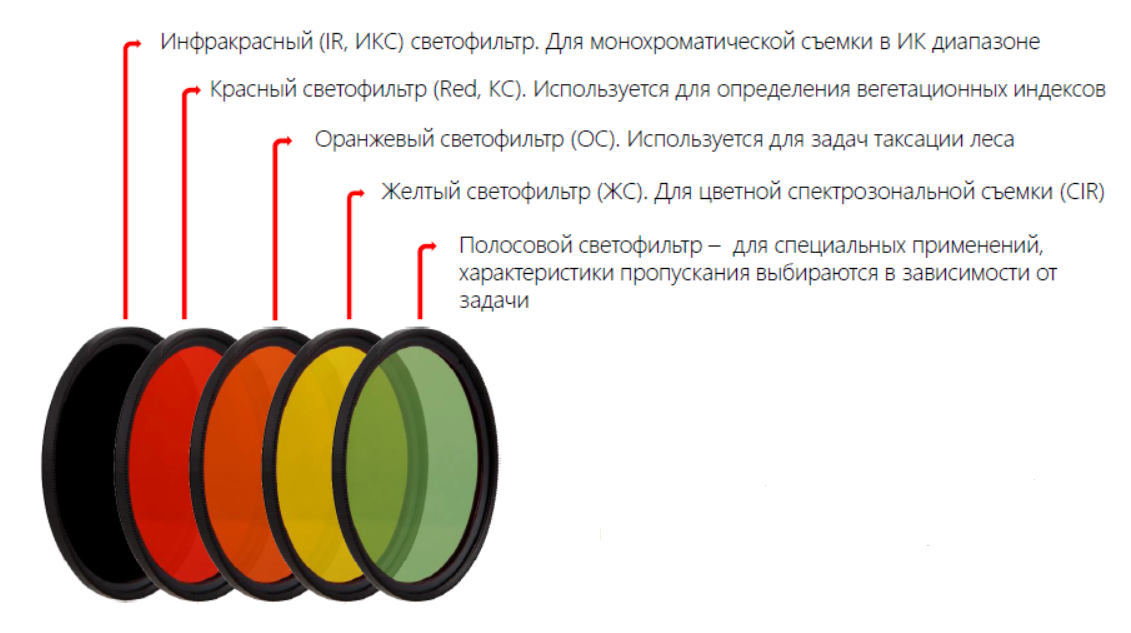 Инфракрасный (IR, ИКС) светофильтр. Для монохроматической съемки в ИК диапазоне
Красный светофильтр (Red, КС). Используется для определения вегетационных индексов
Оранжевый светофильтр (ОС). Используется для задач таксации леса
Желтый светофильтр (ЖС). Для цветной спектрозональной съемки (CIR)
Полосовой светофильтр – для специальных применений,
характеристики пропускания выбираются в зависимости от
задачи